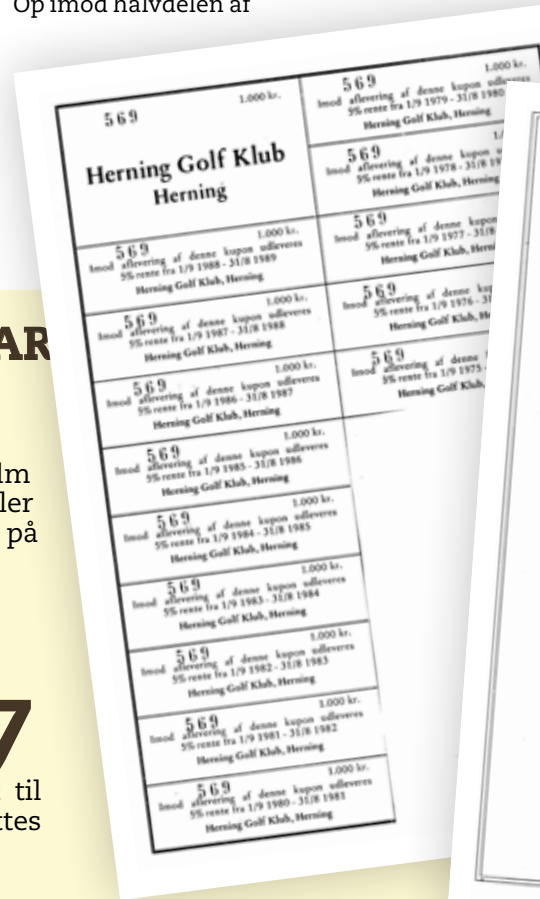 Op imod halvdelen af
569
1.000 kr.
Herning Golf Klub
Herning
569
1.000 kr.
Imod aflevering af denne kupon udleveres
5% rente fra 1/9 1988 - 31/8 1989
Herning Golf Klub, Herning
569
1.000 kr.
Imod aflevering af denne kupon udleveres
5% rente fra 1/9 1987 - 31/8 1988
Herning Golf Klub, Herning
569
1.000 kr.
Imod aflevering af denne kupon udleveres
5% rente fra 1/9 1986 - 31/8 1987
Herning Golf Klub, Herning
569
1.000 kr.
Imod aflevering af denne kupon udleveres
5% rente fra 1/9 1985 - 31/8 1986
Herning Golf Klub, Herning
569
1.000 kr.
Imod aflevering af denne kupon udleveres
5% rente fra 1/9 1984 - 31/8 1985
Herning Golf Klub, Herning
569
1.000 kr.
Imod aflevering af denne kupon udleveres
5% rente fra 1/9 1983 - 31/8 1984
Herning Golf Klub, Herning
569
1.000 kr.
Imod aflevering af denne kupon udleveres
5% rente fra 1/9 1982 - 31/8 1983
Herning Golf Klub, Herning
569
1.000 kr.
Imod aflevering af denne kupon udleveres
5% rente fra 1/9 1981 - 31/8 1982
Herning Golf Klub, Herning
569
1.000 kr.
Imod aflevering af denne kupon udleveres
5% rente fra 1/9 1980 - 31/8 1981
Herning Golf Klub, Herning
569
1.000 kr.
Imod aflevering af denne kupon
5% rente fra 1/9 1979 - 31/8 1980
Herning Golf Klub, Herning
569
Imod aflevering af denne kupon
5% rente fra 1/9 1978 - 31/8 19
Herning Golf Klub, Herning
569
Imod aflevering af denne kupon
5% rente fra 1/9 1977 - 31/8
Herning Golf Klub, Herni
569
Imod aflevering af denne kup
5% rente fra 1/9 1976 - 31
Herning Golf Klub, He
569
Imod aflevering af denne
5% rente fra 1/9 1975 -
Herning Golf Klub,
AR
lm
ler
på
7
til
ttes